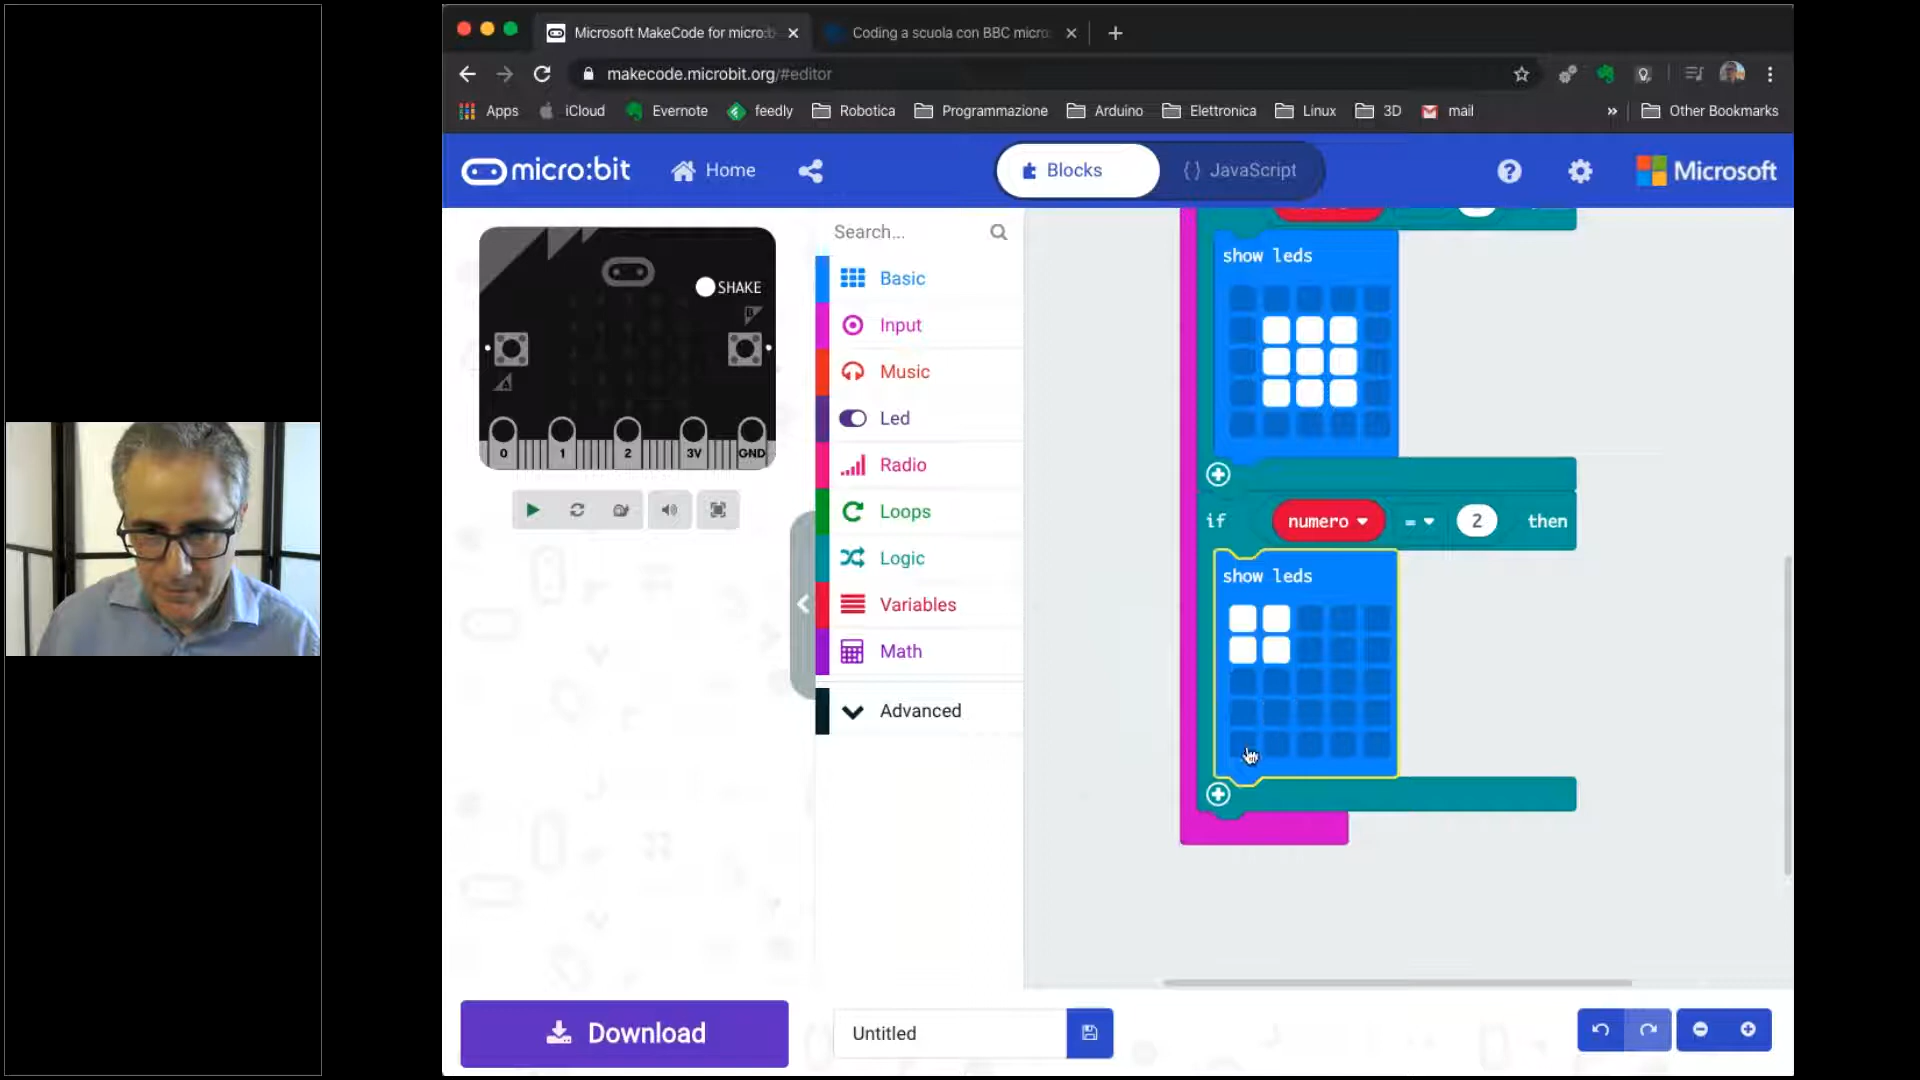 Microsoft MakeCode for micro:b
Coding a scuola con BBC micro
makecode.microbit.org/#editor
Apps
iCloud
Evernote
feedly
Robotica
Programmazione
Arduino
Elettronica
Linux
3D
mail
»
Other Bookmarks
micro:bit
Home
Blocks
{} JavaScript
?
Microsoft
Search...
Basic
Input
Music
Led
Radio
Loops
Logic
Variables
Math
Advanced
SHAKE
B
A
0 1 2 3V GND
show leds
if numero = 2 then
show leds
Download
Untitled